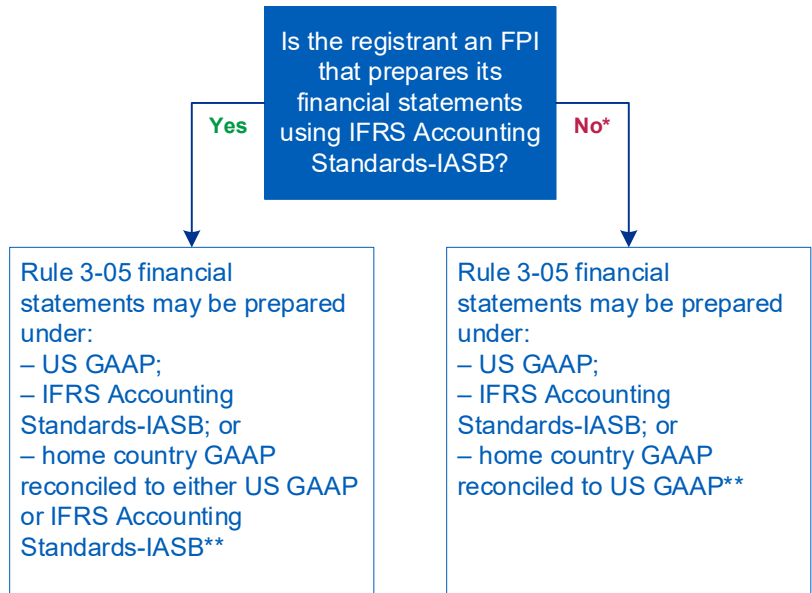 Is the registrant an FPI
that prepares its
financial statements
using IFRS Accounting
Standards-IASB?
Yes
No*
Rule 3-05 financial
statements may be prepared
under:
– US GAAP;
– IFRS Accounting
Standards-IASB; or
– home country GAAP
reconciled to either US GAAP
or IFRS Accounting
Standards-IASB**
Rule 3-05 financial
statements may be prepared
under:
– US GAAP;
– IFRS Accounting
Standards-IASB; or
– home country GAAP
reconciled to US GAAP**